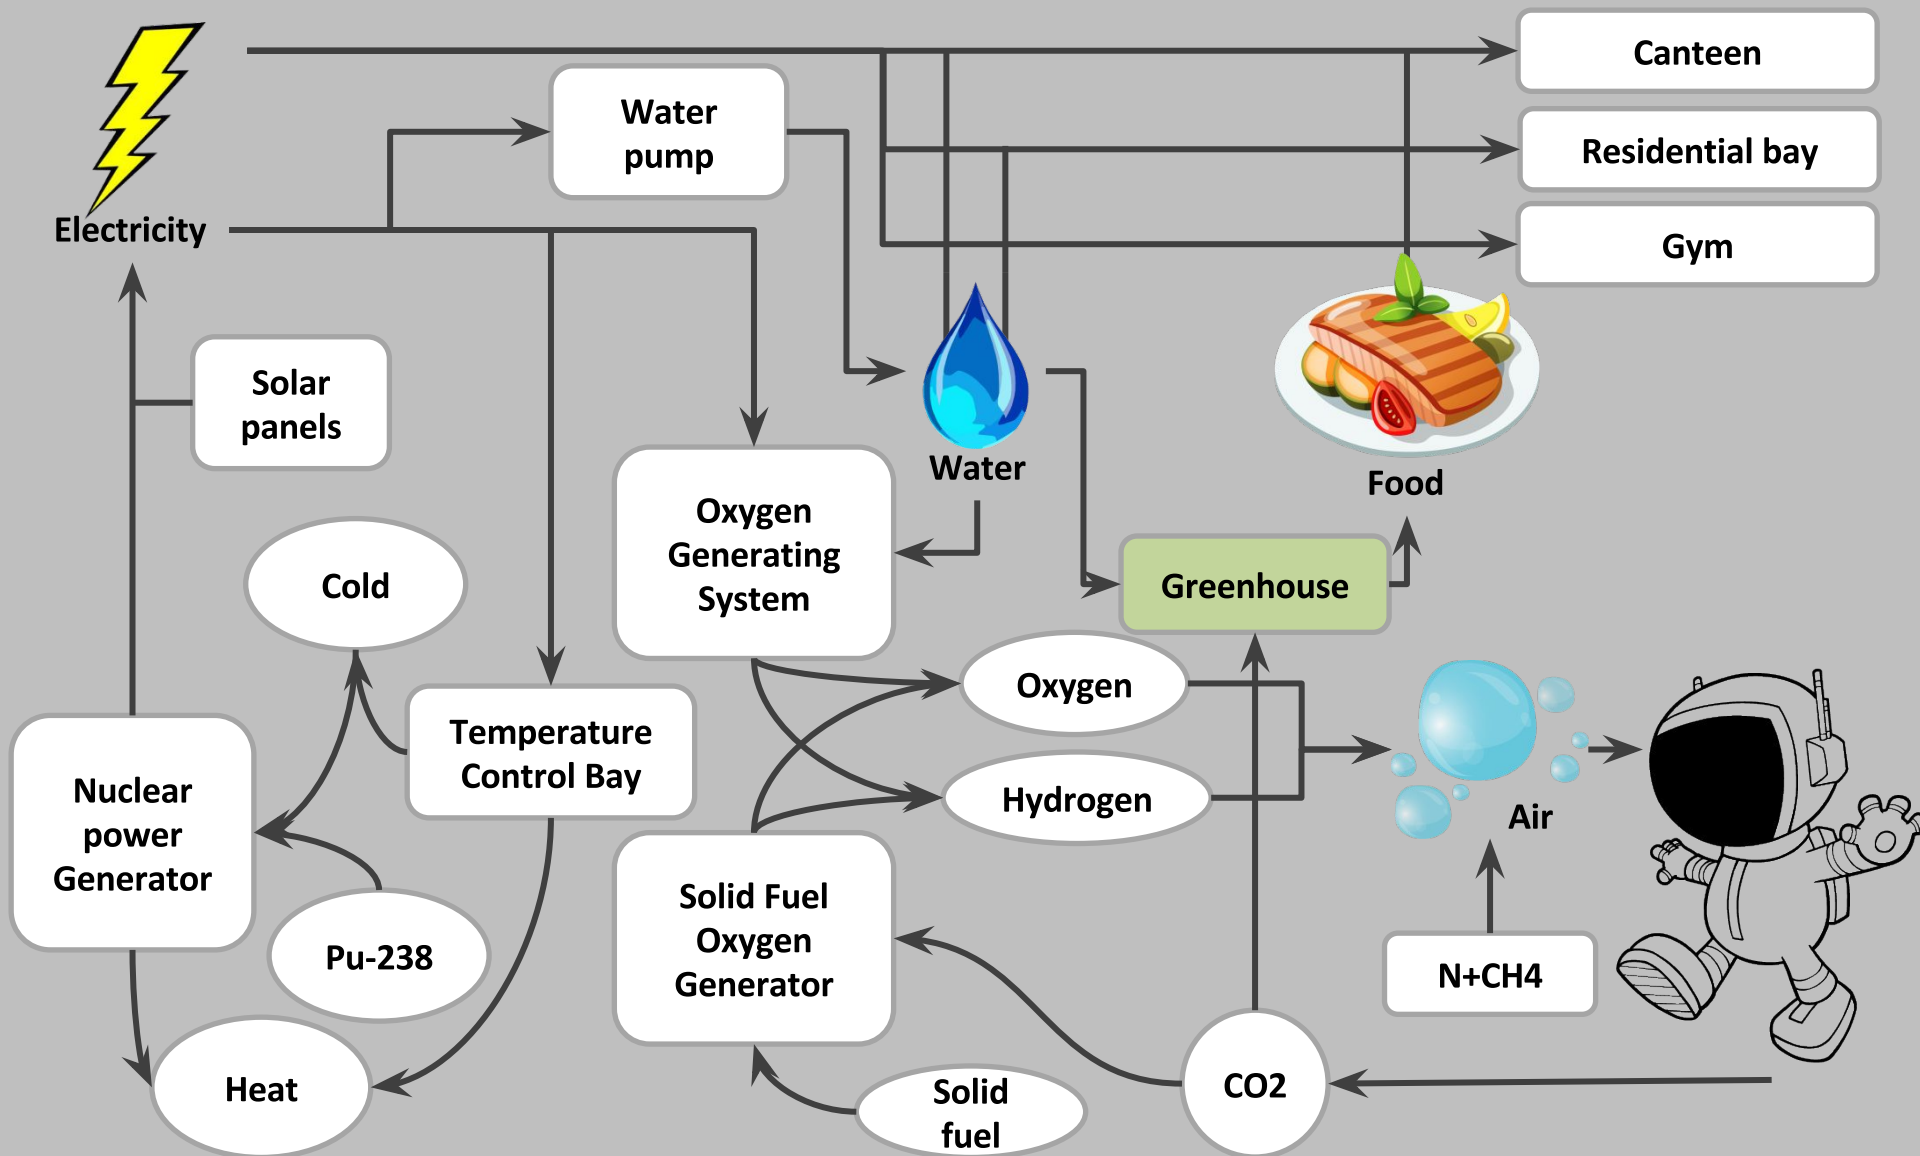 Canteen
Water
pump
Residential bay
Electricity
Gym
Solar
panels
Water
Food
Oxygen
Generating
System
Cold
Greenhouse
Oxygen
Temperature
Control Bay
Nuclear
power
Generator
Hydrogen
Air
Solid Fuel
Oxygen
Generator
Pu-238
N+CH4
Heat
CO2
Solid
fuel